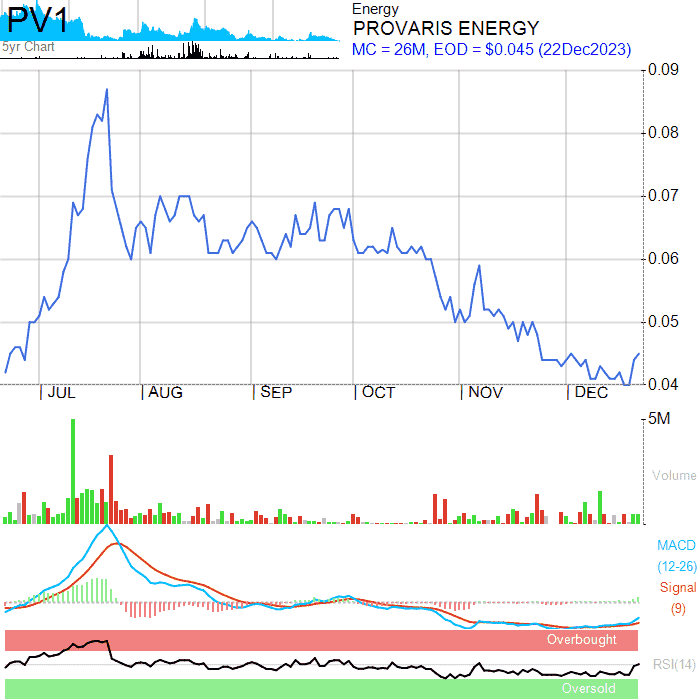 PV1
5yr Chart
Energy
PROVARIS ENERGY
MC = 26M, EOD = $0.045 (22Dec2023)
0.09
0.08
0.07
0.06
0.05
0.04
JUL AUG SEP OCT NOV DEC
5M
Volume
MACD
(12-26)
Signal
(9)
Overbought
RSI(14)
Oversold